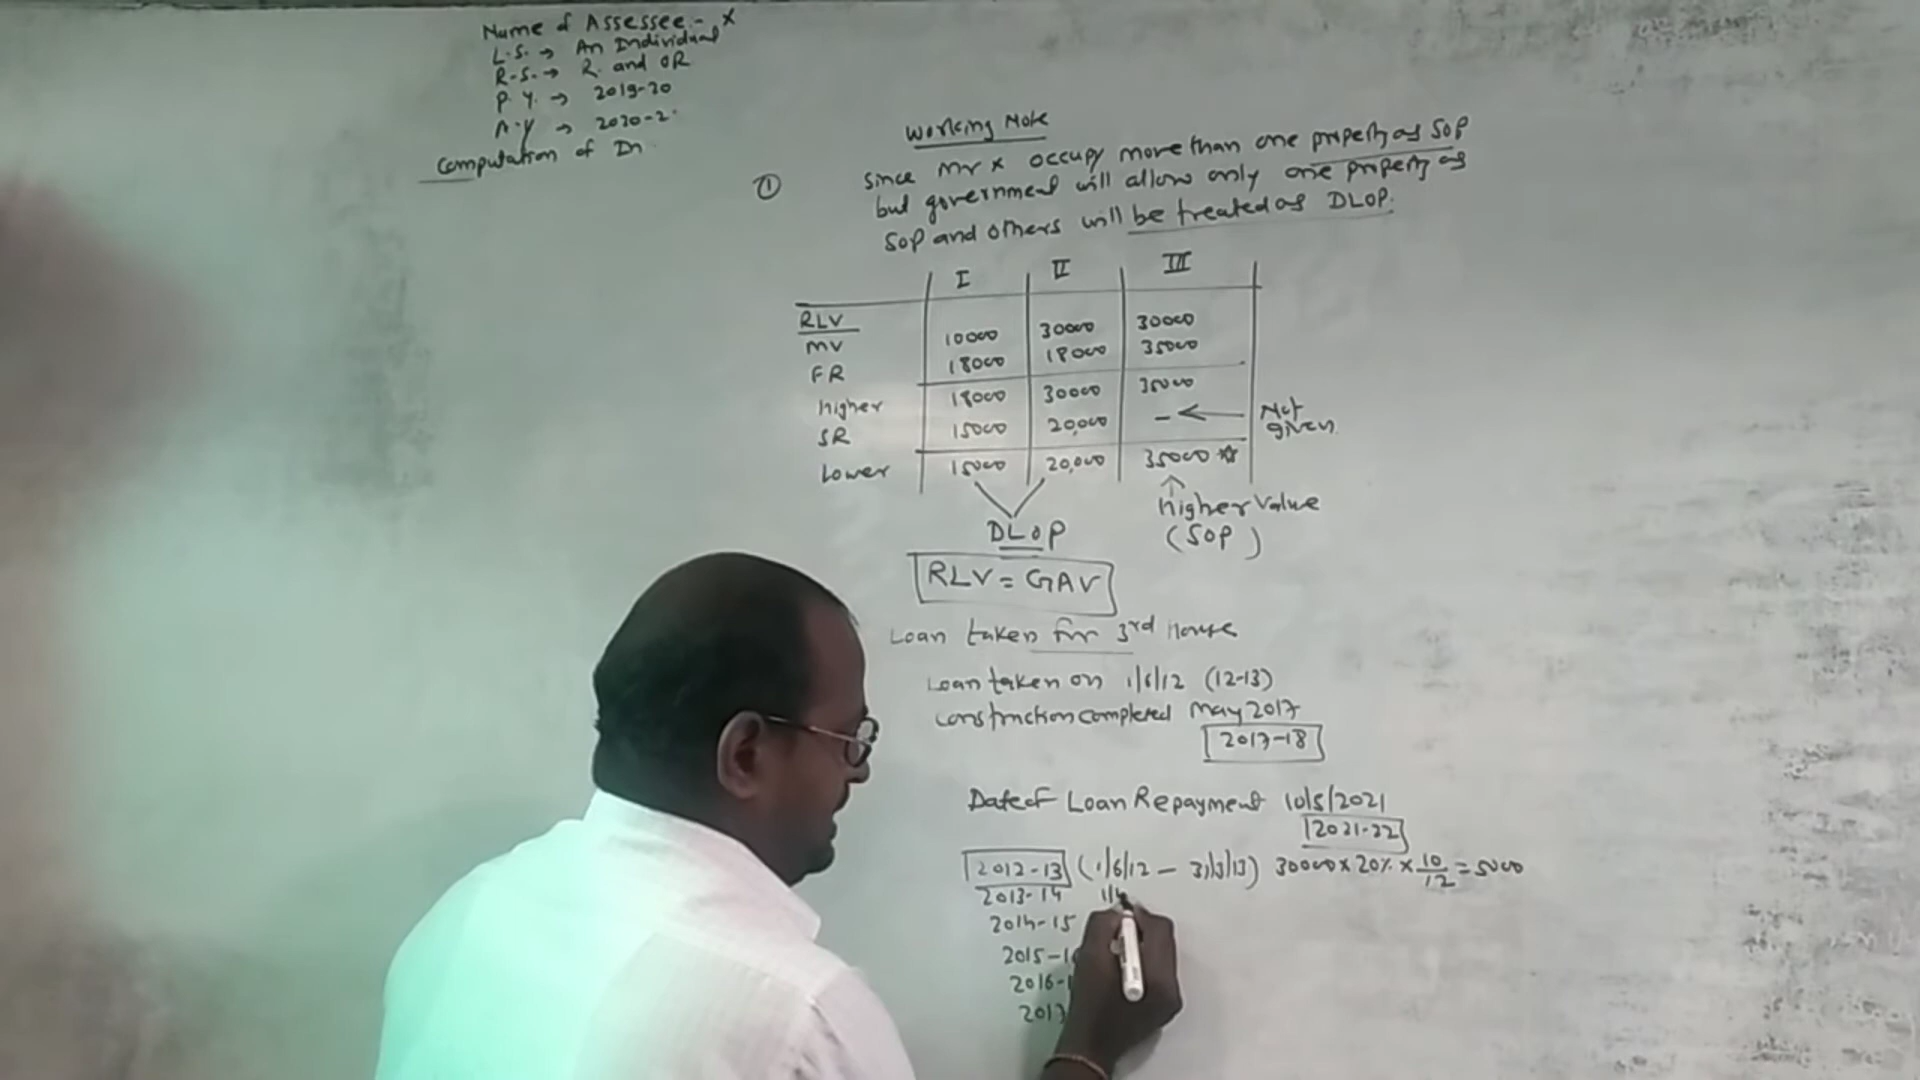 Name of Assessee - X
L.S. → An Individual
R.S. → R. and OR
P.Y. → 2019-20
A.Y → 2020-2
Computation of In
Working Note
① Since Mr X occupy more than one property as SOP
but government will allow only one property as
SOP and others will be treated as DLOP.
I II III
RLV
MV 10000 30000 30000
FR 18000 18000 35000
higher 18000 30000 35000
SR 15000 20,000 - ← Not given
Lower 15000 20,000 35000 ☆
DLOP
higher value
(SOP)
RLV = GAV
Loan taken for 3rd House
Loan taken on 1/6/12 (12-13)
construction completed May 2017
2017-18
Date of Loan Repayment 10/5/2021
2021-22
2012-13 (1/6/12 - 31/3/13) 30000 × 20% × 10/12 = 5000
2013-14 1/4
2014-15
2015-1
2016-1
2017